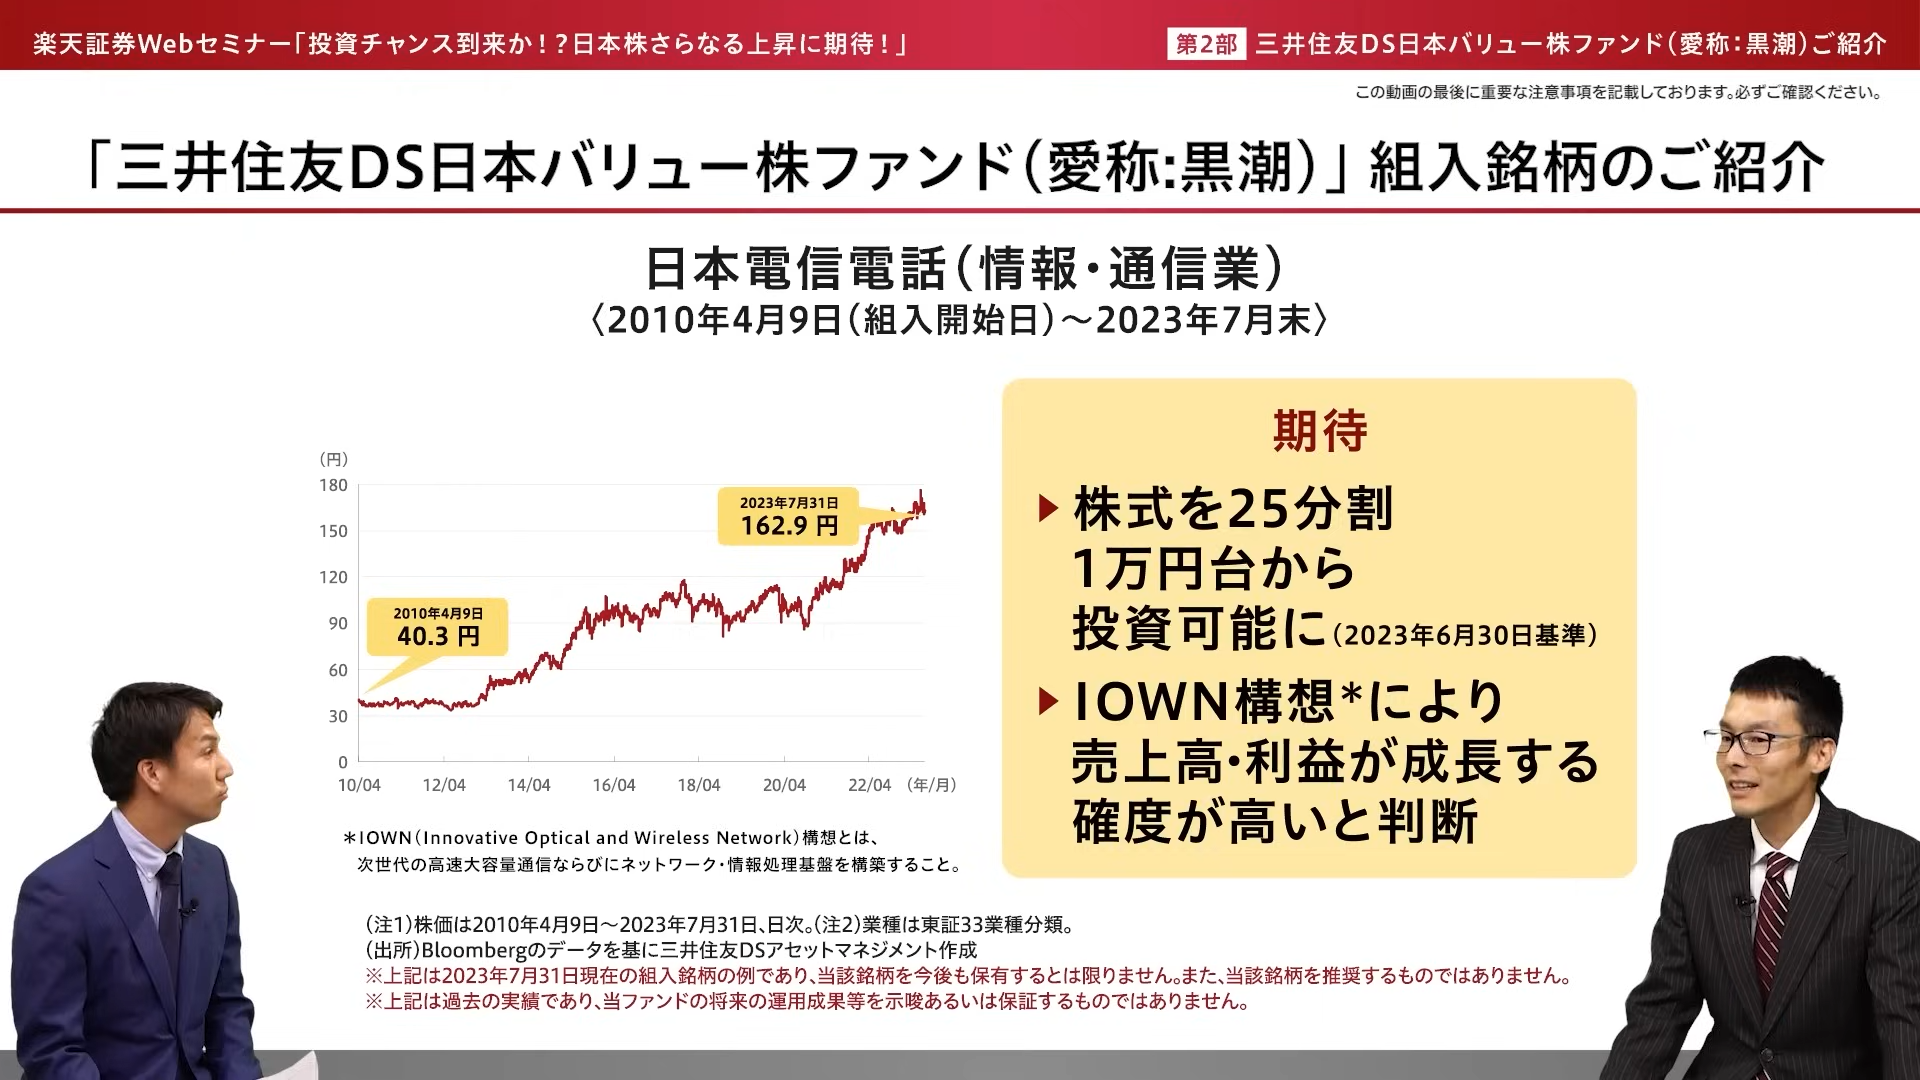 楽天証券Webセミナー「投資チャンス到来か！？日本株さらなる上昇に期待！」
第2部 三井住友DS日本バリュー株ファンド（愛称：黒潮）ご紹介
この動画の最後に重要な注意事項を記載しております。必ずご確認ください。
「三井住友DS日本バリュー株ファンド（愛称:黒潮）」組入銘柄のご紹介
日本電信電話（情報・通信業）
〈2010年4月9日（組入開始日）～2023年7月末〉
（円）
180
150
120
90
60
30
0
10/04 12/04 14/04 16/04 18/04 20/04 22/04 （年/月）
2010年4月9日
40.3 円
2023年7月31日
162.9 円
＊IOWN（Innovative Optical and Wireless Network）構想とは、
次世代の高速大容量通信ならびにネットワーク・情報処理基盤を構築すること。
期待
▶株式を25分割
1万円台から
投資可能に（2023年6月30日基準）
▶IOWN構想＊により
売上高・利益が成長する
確度が高いと判断
（注1）株価は2010年4月9日～2023年7月31日、日次。（注2）業種は東証33業種分類。
（出所）Bloombergのデータを基に三井住友DSアセットマネジメント作成
※上記は2023年7月31日現在の組入銘柄の例であり、当該銘柄を今後も保有するとは限りません。また、当該銘柄を推奨するものではありません。
※上記は過去の実績であり、当ファンドの将来の運用成果等を示唆あるいは保証するものではありません。